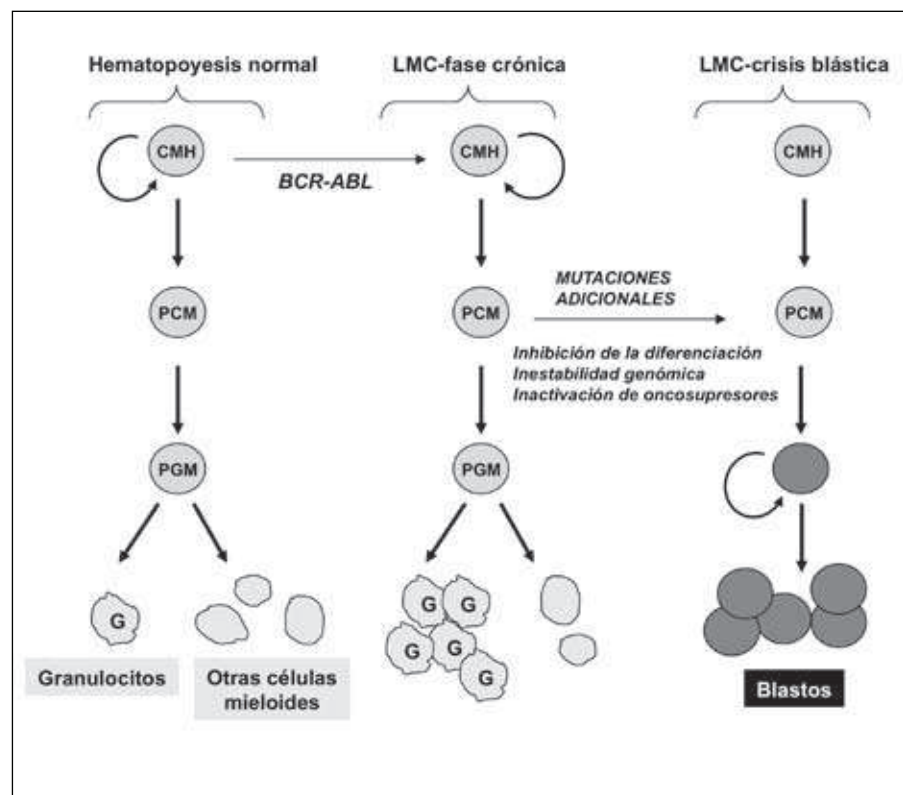 Hematopoyesis normal
LMC-fase crónica
LMC-crisis blástica
CMH
BCR-ABL
CMH
CMH
PCM
PCM
MUTACIONES
ADICIONALES
PCM
Inhibición de la diferenciación
Inestabilidad genómica
Inactivación de oncosupresores
PGM
PGM
G
G
G
G
G
G
Granulocitos
Otras células
mieloides
Blastos